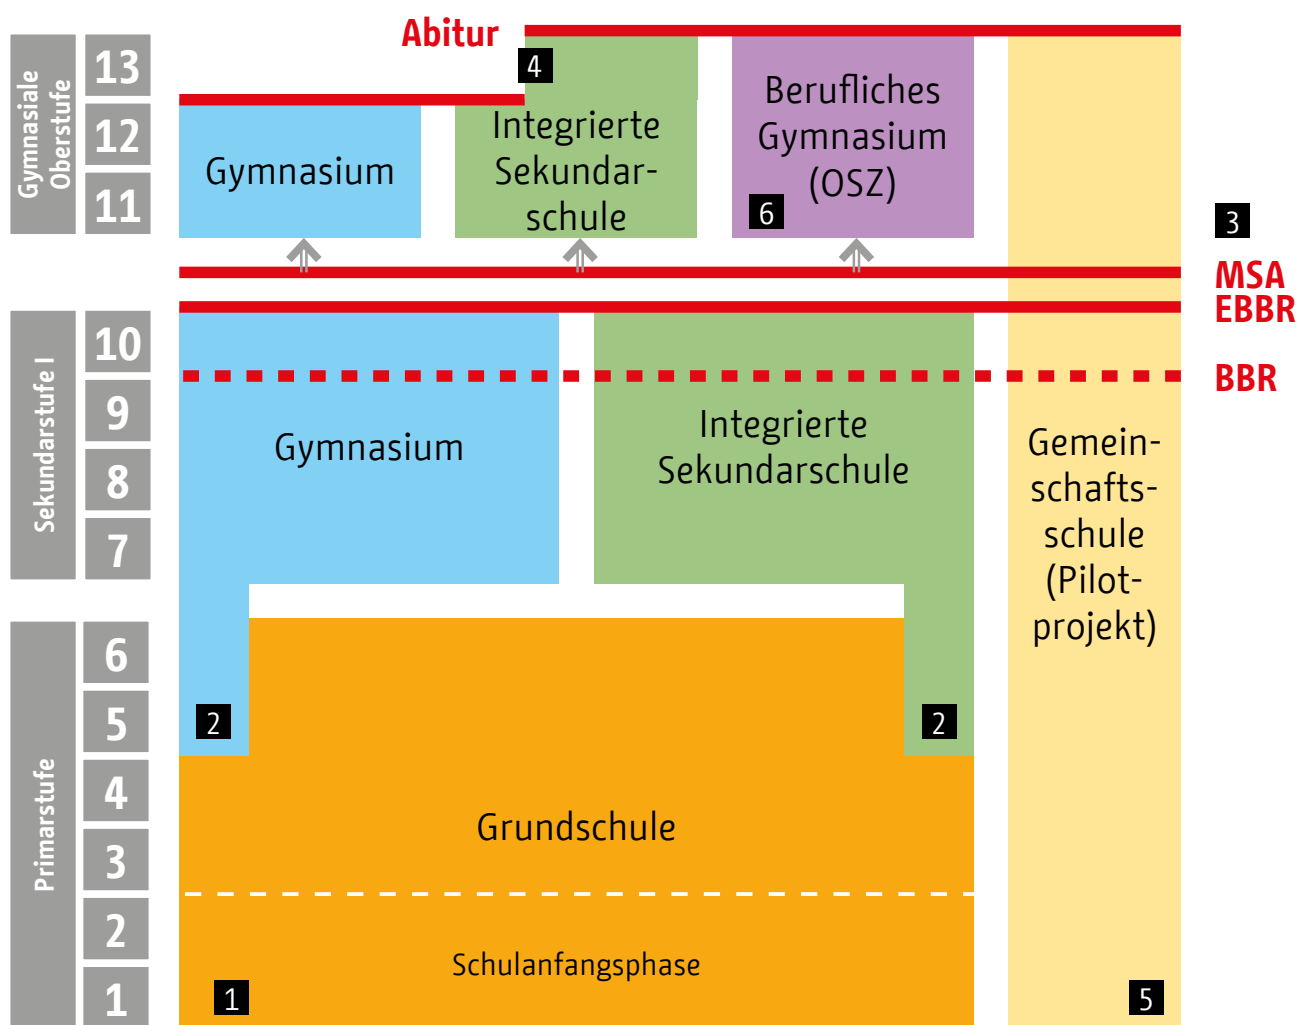 Abitur
Gymnasiale
Oberstufe
13
12
11
4
Gymnasium
Integrierte
Sekundar-
schule
Berufliches
Gymnasium
(OSZ)
6
3
MSA
EBBR
BBR
Sekundarstufe I
10
9
8
7
Gymnasium
Integrierte
Sekundarschule
Gemein-
schafts-
schule
(Pilot-
projekt)
Primarstufe
6
5
4
3
2
1
2
2
Grundschule
Schulanfangsphase
1
5